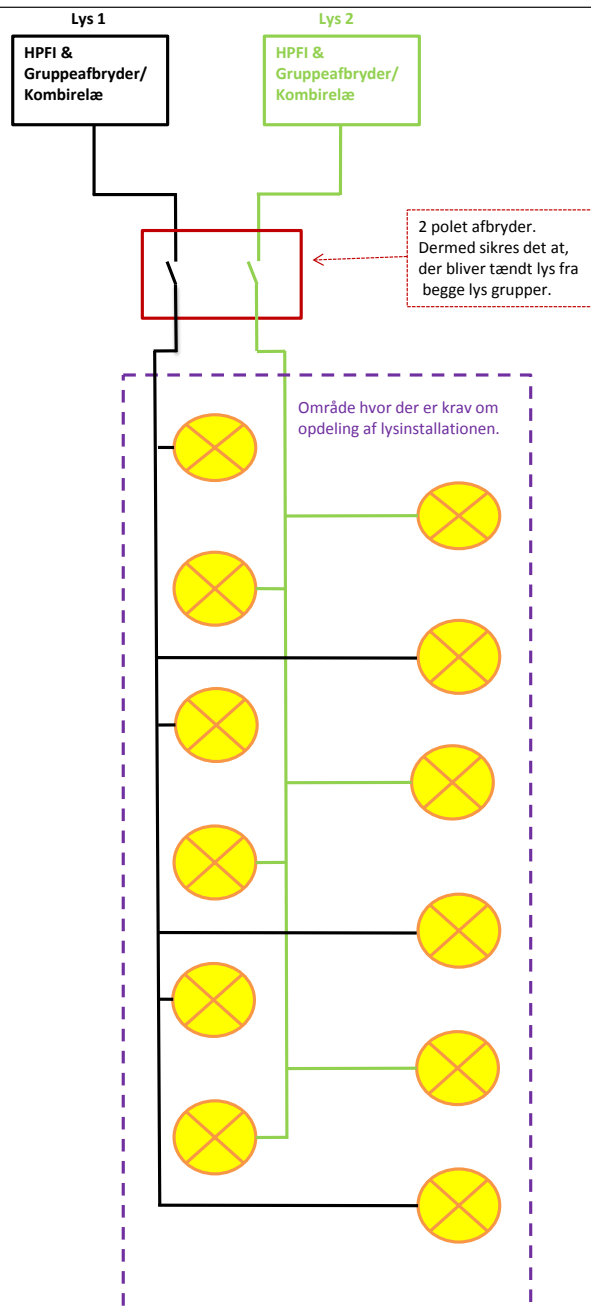 Lys 1
HPFI &
Gruppeafbryder/
Kombirelæ
Lys 2
HPFI &
Gruppeafbryder/
Kombirelæ
2 polet afbryder.
Dermed sikres det at,
der bliver tændt lys fra
begge lys grupper.
Område hvor der er krav om
opdeling af lysinstallationen.